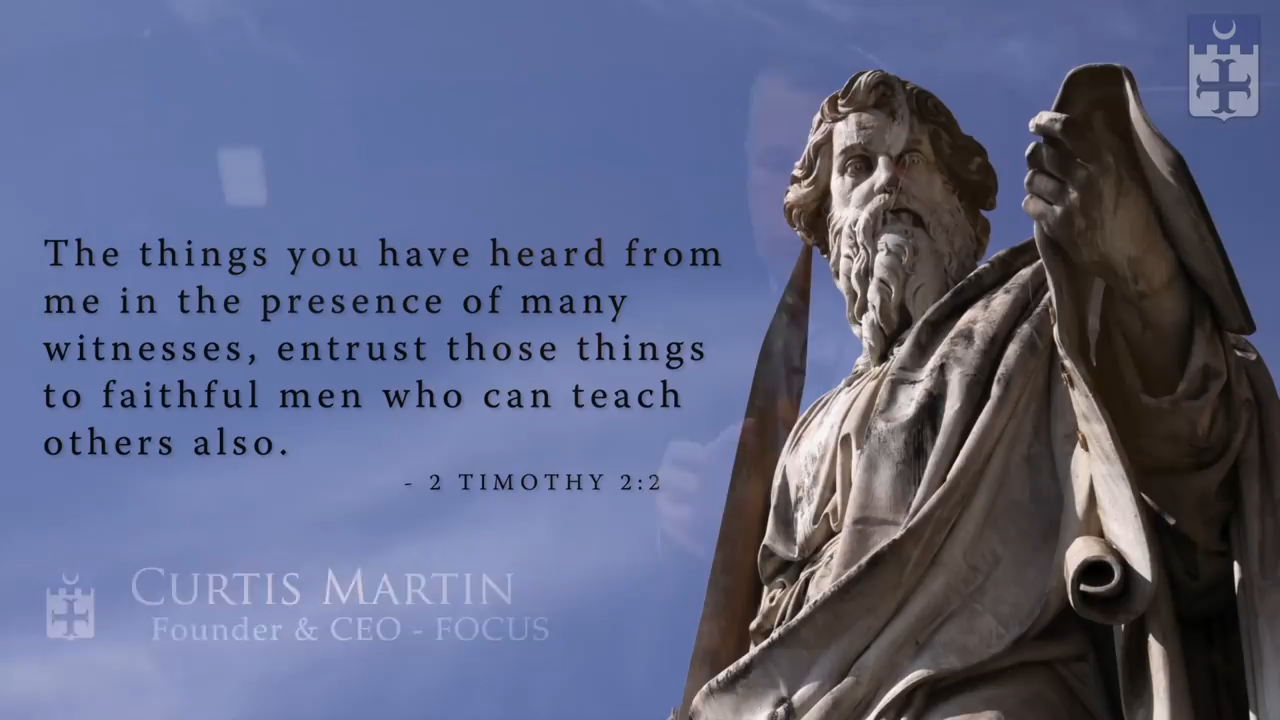 The things you have heard from
me in the presence of many
witnesses, entrust those things
to faithful men who can teach
others also.
- 2 TIMOTHY 2:2
CURTIS MARTIN
Founder & CEO - FOCUS